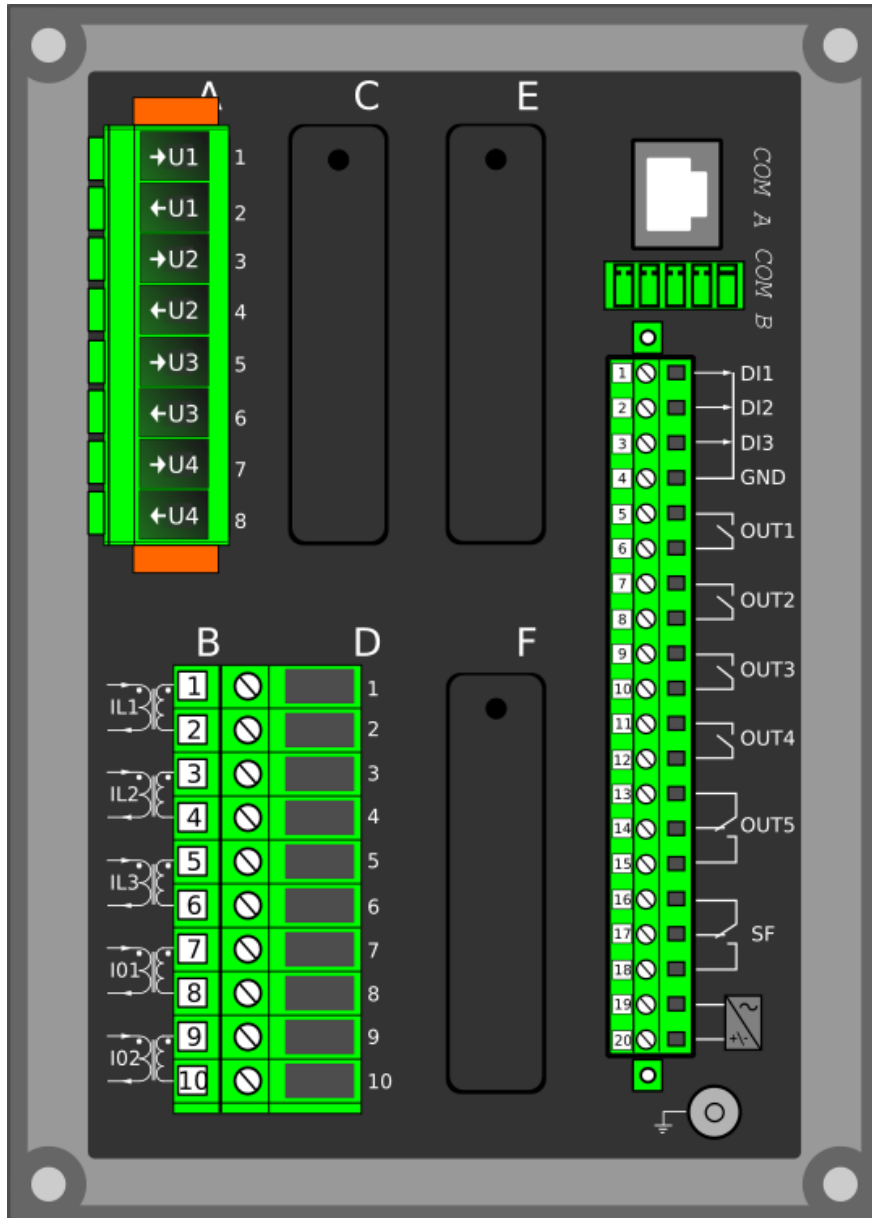 A C E
→U1 1
←U1 2
→U2 3
←U2 4
→U3 5
←U3 6
→U4 7
←U4 8
COM A
COM B
1 DI1
2 DI2
3 DI3
4 GND
5
6
OUT1
7
8
OUT2
9
10
OUT3
11
12
OUT4
13
14
15
OUT5
16
17
18
SF
19 ~
20 +/-
B D F
IL1
1 1
2 2
IL2
3 3
4 4
IL3
5 5
6 6
I01
7 7
8 8
I02
9 9
10 10